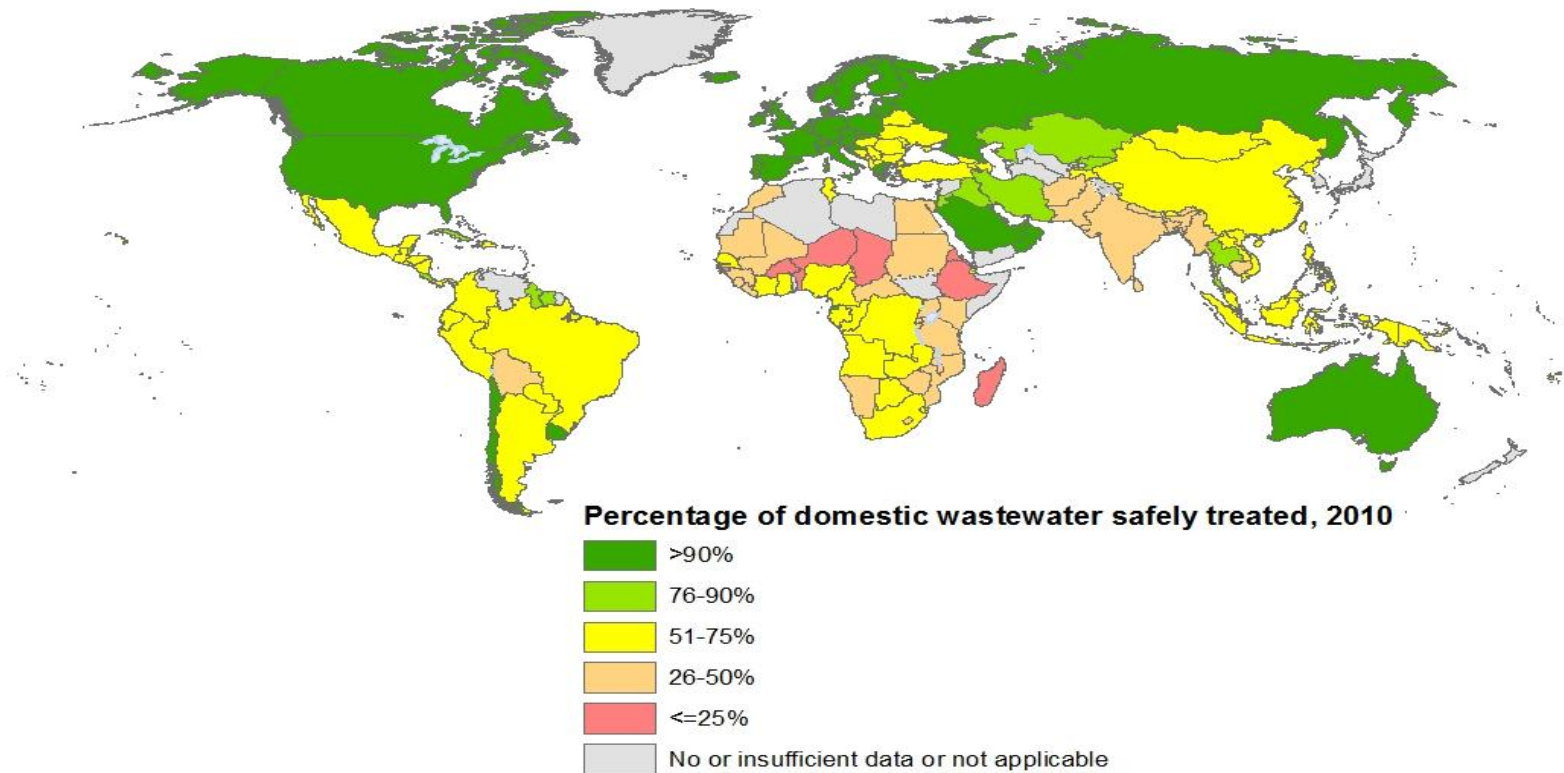 Percentage of domestic wastewater safely treated, 2010
>90%
76-90%
51-75%
26-50%
<=25%
No or insufficient data or not applicable